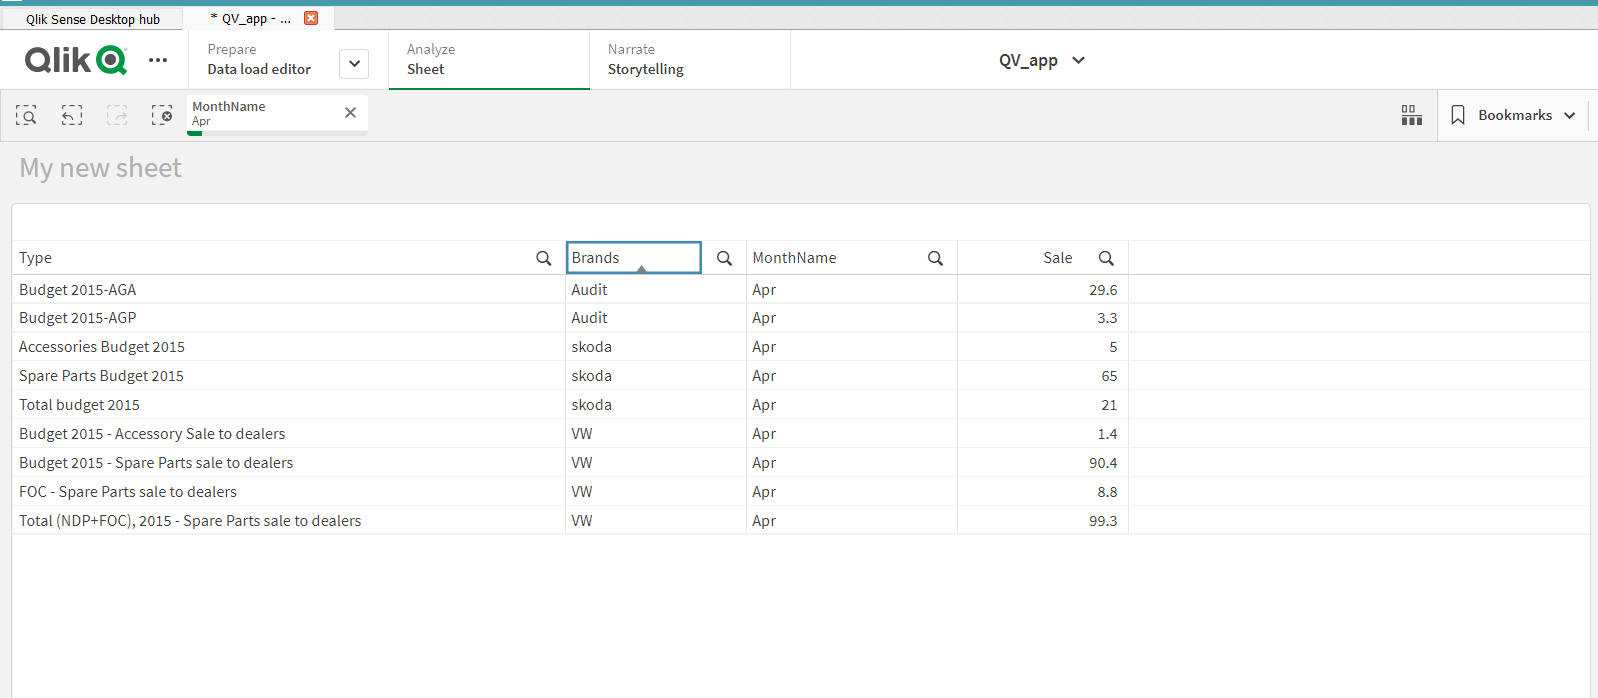 Qlik Sense Desktop hub
* QV_app - ...
Qlik
Prepare
Data load editor
Analyze
Sheet
Narrate
Storytelling
QV_app
MonthName
Apr
Bookmarks
My new sheet
Type Brands MonthName Sale
Budget 2015-AGA Audit Apr 29.6
Budget 2015-AGP Audit Apr 3.3
Accessories Budget 2015 skoda Apr 5
Spare Parts Budget 2015 skoda Apr 65
Total budget 2015 skoda Apr 21
Budget 2015 - Accessory Sale to dealers VW Apr 1.4
Budget 2015 - Spare Parts sale to dealers VW Apr 90.4
FOC - Spare Parts sale to dealers VW Apr 8.8
Total (NDP+FOC), 2015 - Spare Parts sale to dealers VW Apr 99.3